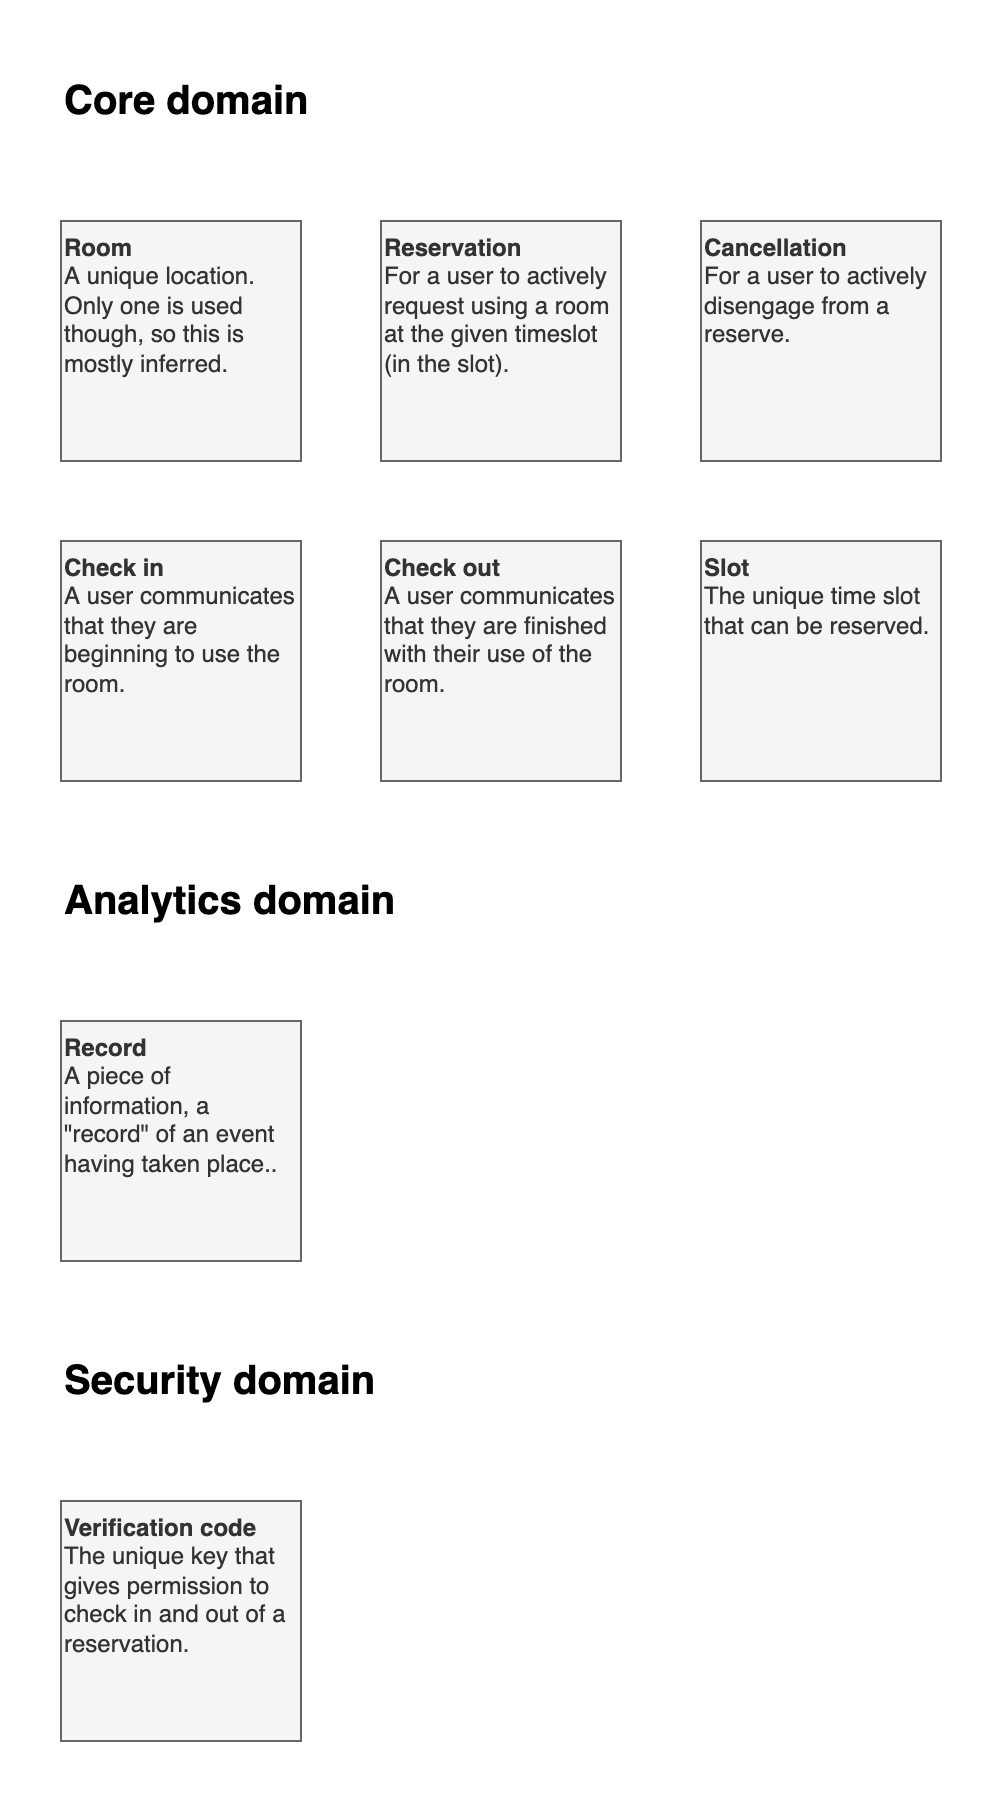 Core domain
Room
A unique location.
Only one is used
though, so this is
mostly inferred.
Reservation
For a user to actively
request using a room
at the given timeslot
(in the slot).
Cancellation
For a user to actively
disengage from a
reserve.
Check in
A user communicates
that they are
beginning to use the
room.
Check out
A user communicates
that they are finished
with their use of the
room.
Slot
The unique time slot
that can be reserved.
Analytics domain
Record
A piece of
information, a
"record" of an event
having taken place..
Security domain
Verification code
The unique key that
gives permission to
check in and out of a
reservation.